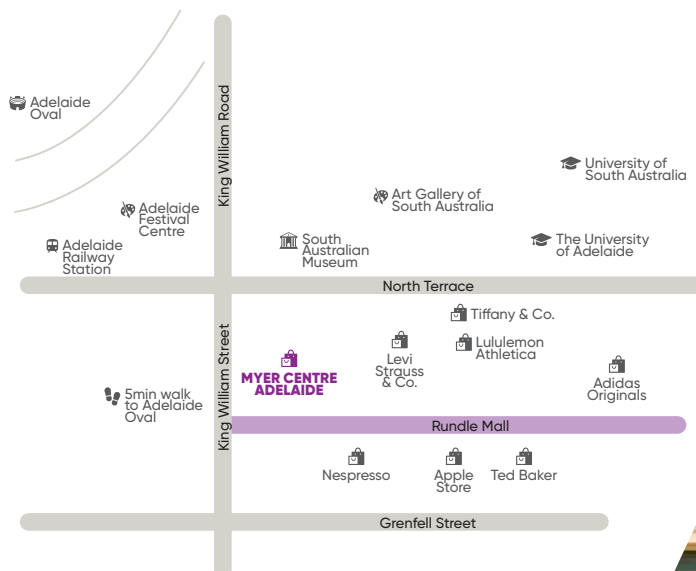 King William Road
Adelaide
Oval
University of
South Australia
Art Gallery of
South Australia
Adelaide
Festival
Centre
Adelaide
Railway
Station
South
Australian
Museum
The University
of Adelaide
North Terrace
King William Street
Tiffany & Co.
Lululemon
Athletica
Levi
Strauss
& Co.
MYER CENTRE
ADELAIDE
Adidas
Originals
5min walk
to Adelaide
Oval
Rundle Mall
Nespresso
Apple
Store
Ted Baker
Grenfell Street